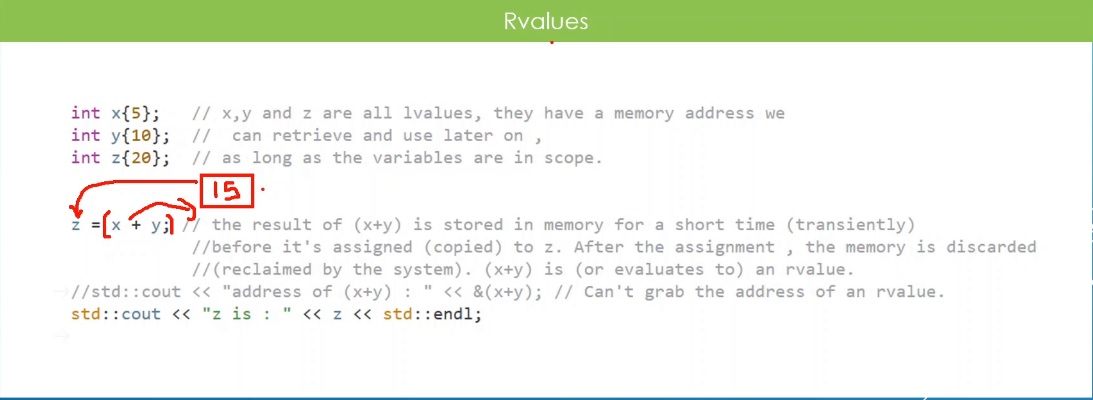 Rvalues
int x{5};   // x,y and z are all lvalues, they have a memory address we
int y{10};  //  can retrieve and use later on ,
int z{20};  // as long as the variables are in scope.
15
z = x + y; // the result of (x+y) is stored in memory for a short time (transiently)
//before it's assigned (copied) to z. After the assignment , the memory is discarded
//(reclaimed by the system). (x+y) is (or evaluates to) an rvalue.
//std::cout << "address of (x+y) : " << &(x+y); // Can't grab the address of an rvalue.
std::cout << "z is : " << z << std::endl;